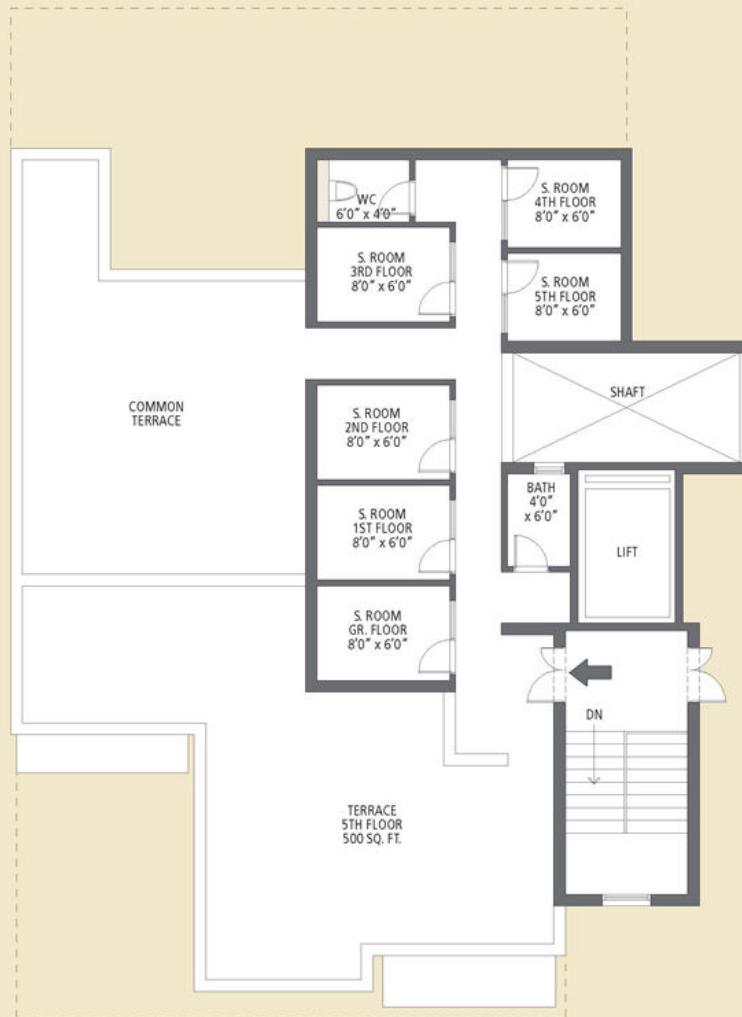 WC
6'0" x 4'0"
S. ROOM
4TH FLOOR
8'0" x 6'0"
S. ROOM
3RD FLOOR
8'0" x 6'0"
S. ROOM
5TH FLOOR
8'0" x 6'0"
COMMON
TERRACE
SHAFT
S. ROOM
2ND FLOOR
8'0" x 6'0"
BATH
4'0"
x 6'0"
S. ROOM
1ST FLOOR
8'0" x 6'0"
LIFT
S. ROOM
GR. FLOOR
8'0" x 6'0"
DN
TERRACE
5TH FLOOR
500 SQ. FT.